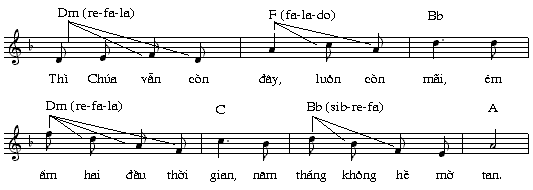 Dm (re-fa-la) F (fa-la-do) Bb
Thì Chúa vẫn còn đây, luôn còn mãi, êm
Dm (re-fa-la) C Bb (sib-re-fa) A
ấm hai đầu thời gian, năm tháng không hề mờ tan.